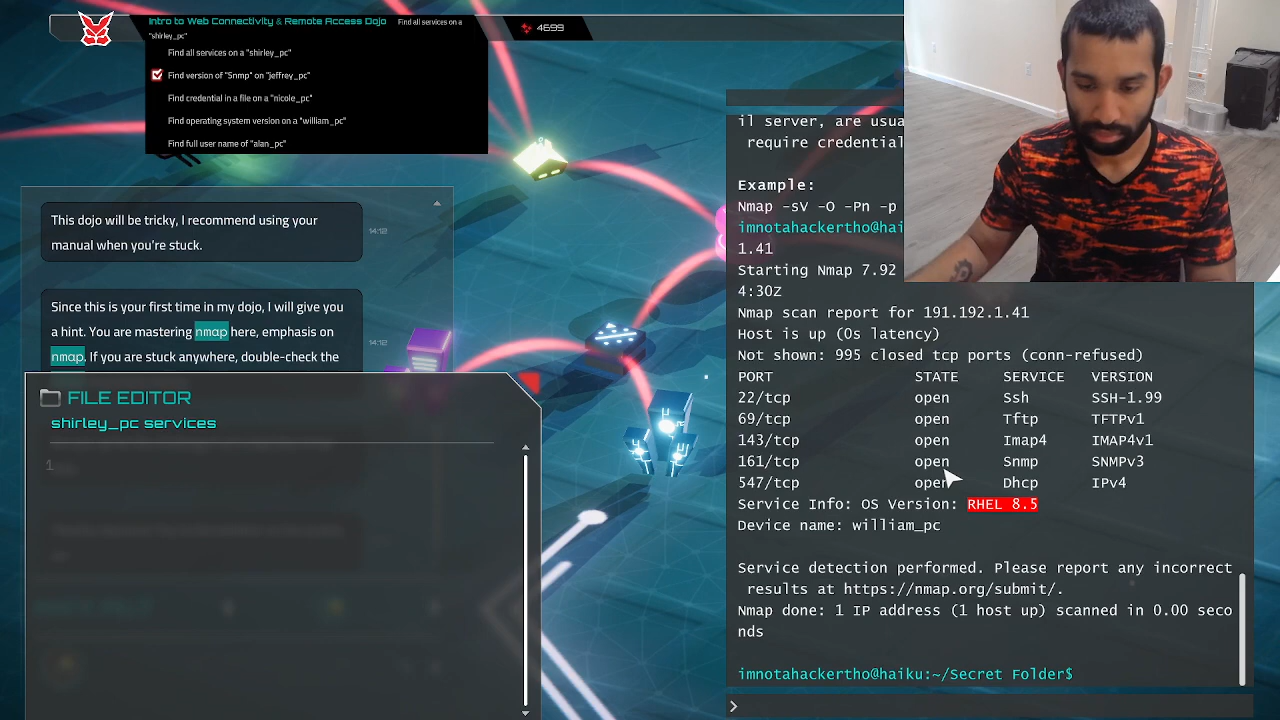 Intro to Web Connectivity & Remote Access Dojo Find all services on a
"shirley_pc"
Find all services on a "shirley_pc"
Find version of "Snmp" on "jeffrey_pc"
Find credential in a file on a "nicole_pc"
Find operating system version on a "william_pc"
Find full user name of "alan_pc"
4699
This dojo will be tricky, I recommend using your
manual when you're stuck.
14:12
Since this is your first time in my dojo, I will give you
a hint. You are mastering nmap here, emphasis on
nmap. If you are stuck anywhere, double-check the
14:12
FILE EDITOR
shirley_pc services
1
il server, are usua
require credential
Example:
Nmap -sV -O -Pn -p
imnotahackertho@hai
1.41
Starting Nmap 7.92
4:30Z
Nmap scan report for 191.192.1.41
Host is up (0s latency)
Not shown: 995 closed tcp ports (conn-refused)
PORT STATE SERVICE VERSION
22/tcp open Ssh SSH-1.99
69/tcp open Tftp TFTPv1
143/tcp open Imap4 IMAP4v1
161/tcp open Snmp SNMPv3
547/tcp open Dhcp IPv4
Service Info: OS Version: RHEL 8.5
Device name: william_pc
Service detection performed. Please report any incorrect
results at https://nmap.org/submit/.
Nmap done: 1 IP address (1 host up) scanned in 0.00 seco
nds
imnotahackertho@haiku:~/Secret Folder$
>